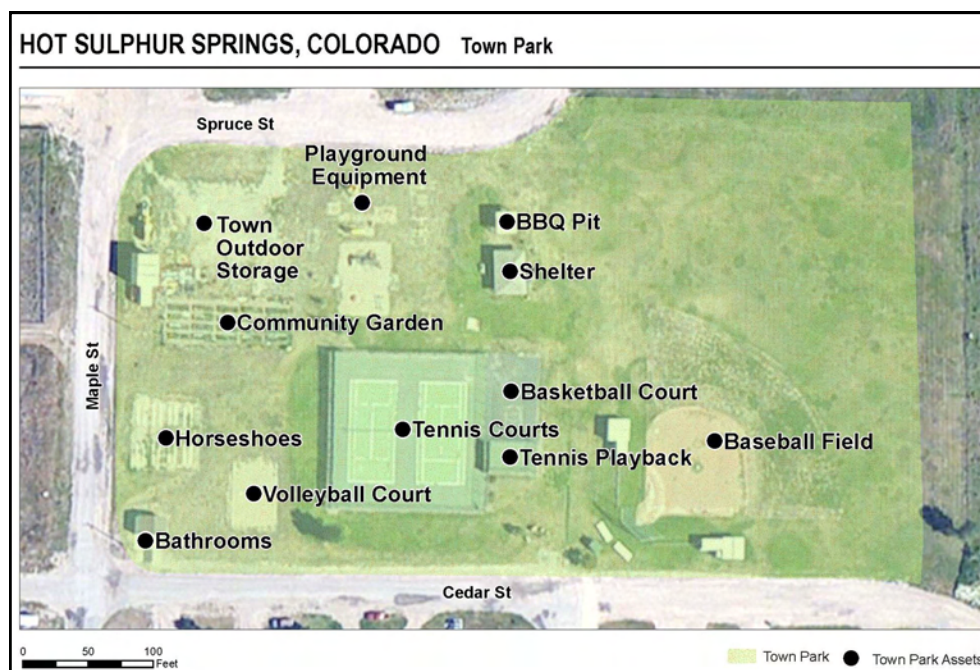 HOT SULPHUR SPRINGS, COLORADO Town Park
Spruce St
Playground
Equipment
Town
Outdoor
Storage
BBQ Pit
Shelter
Community Garden
Maple St
Basketball Court
Tennis Courts
Horseshoes
Baseball Field
Tennis Playback
Volleyball Court
Bathrooms
Cedar St
0 50 100
Feet
Town Park
Town Park Assets